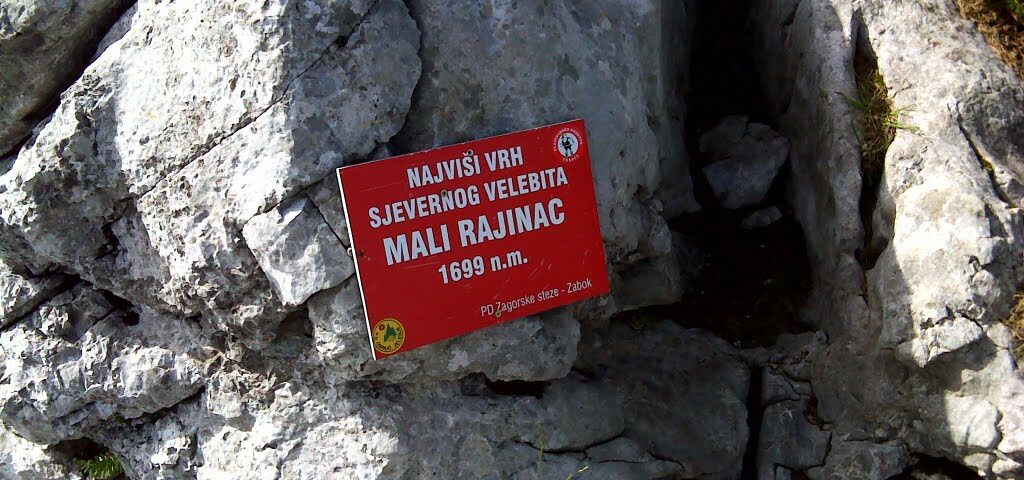 NAJVIŠI VRH
SJEVERNOG VELEBITA
MALI RAJINAC
1699 n.m.
PD Zagorske steze - Zabok